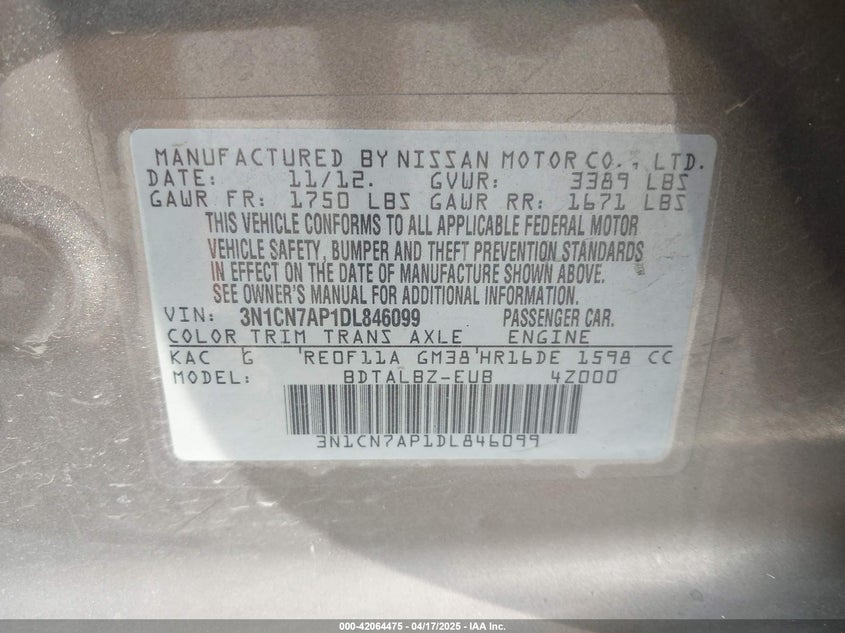 MANUFACTURED BY NISSAN MOTOR CO., LTD.
DATE: 11/12. GVWR: 3389 LBS
GAWR FR: 1750 LBS GAWR RR: 1671 LBS
THIS VEHICLE CONFORMS TO ALL APPLICABLE FEDERAL MOTOR
VEHICLE SAFETY, BUMPER AND THEFT PREVENTION STANDARDS
IN EFFECT ON THE DATE OF MANUFACTURE SHOWN ABOVE.
SEE OWNER'S MANUAL FOR ADDITIONAL INFORMATION.
VIN: 3N1CN7AP1DL846099 PASSENGER CAR.
COLOR TRIM TRANS AXLE ENGINE
KAC G RE0F11A GM38 HR16DE 1598 CC
MODEL: BDTALBZ-EUB 4Z000
3N1CN7AP1DL846099
000-42064475 - 04/17/2025 - IAA Inc.